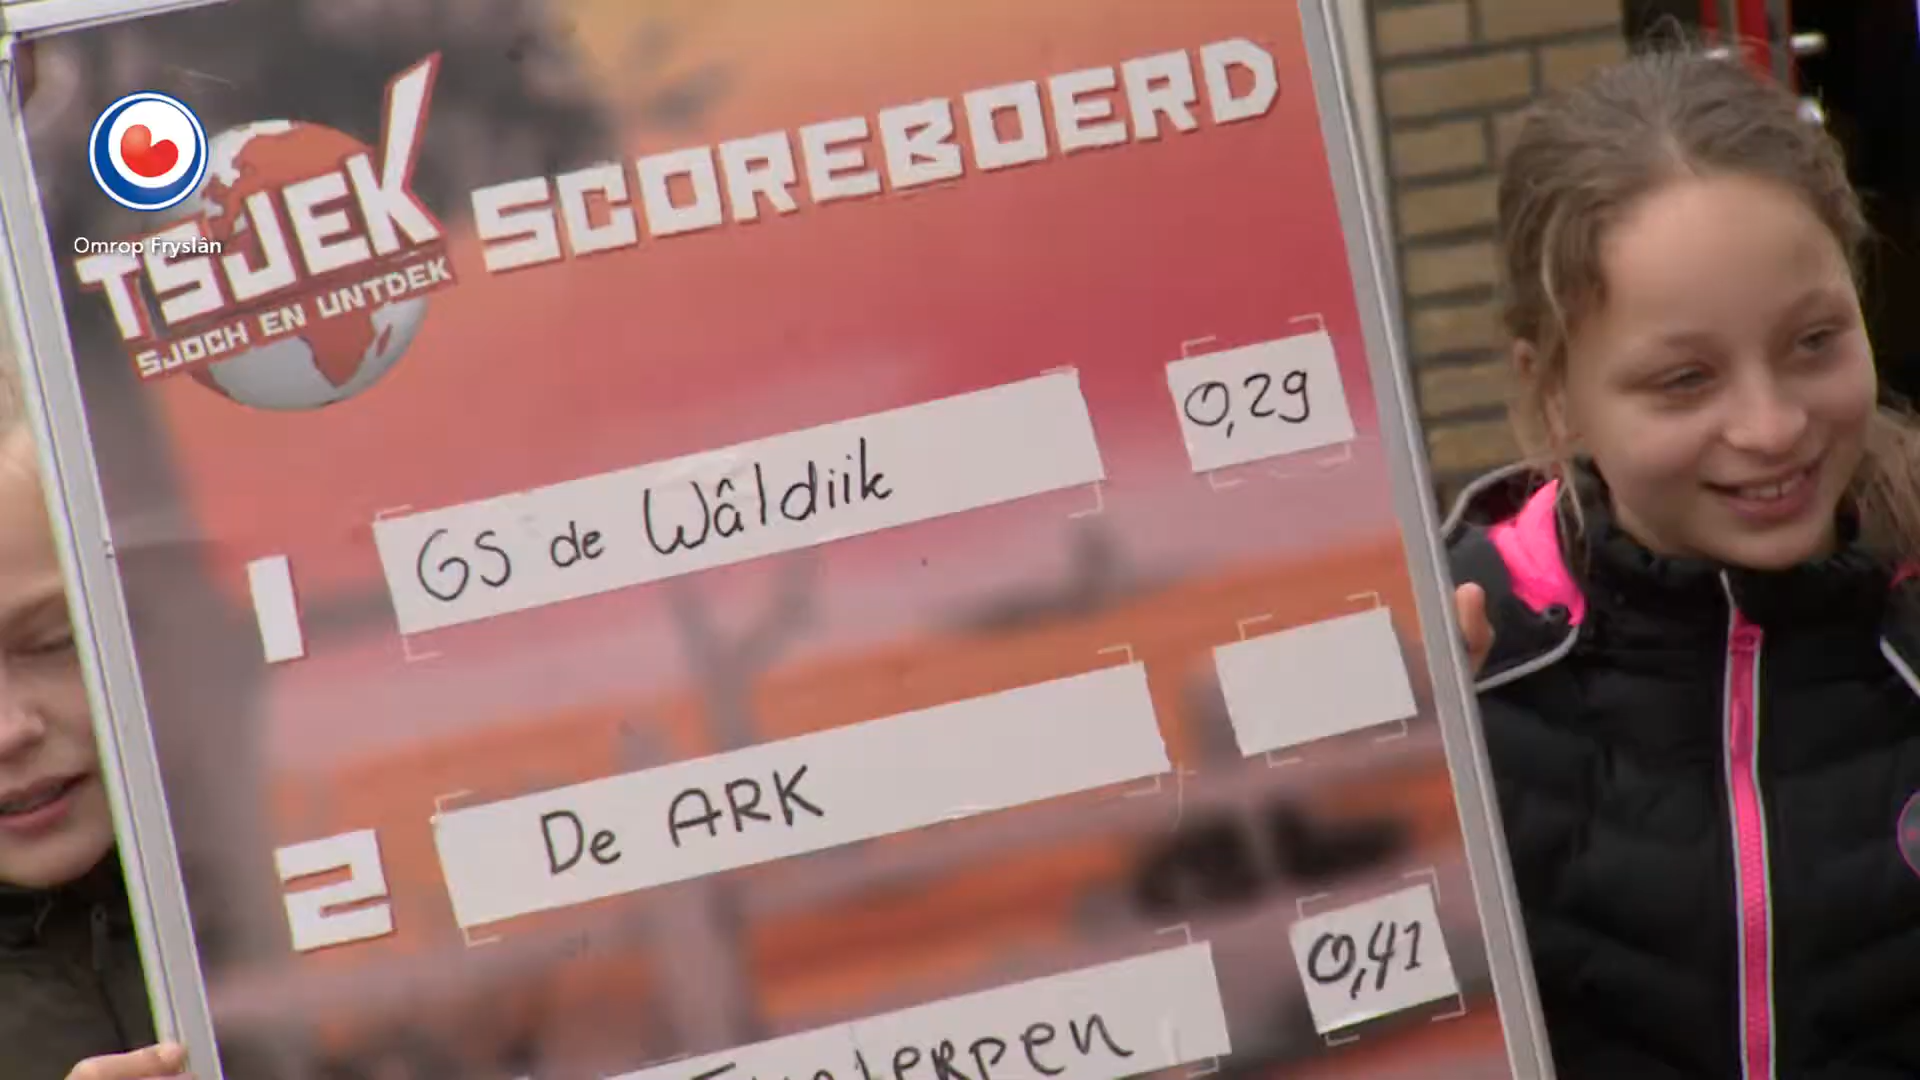 Omrop Fryslân
TSJEK
SJOCH EN UNTDEK
SCOREBOERD
1 GS de Wâldiik 0,29
2 De ARK
0,41